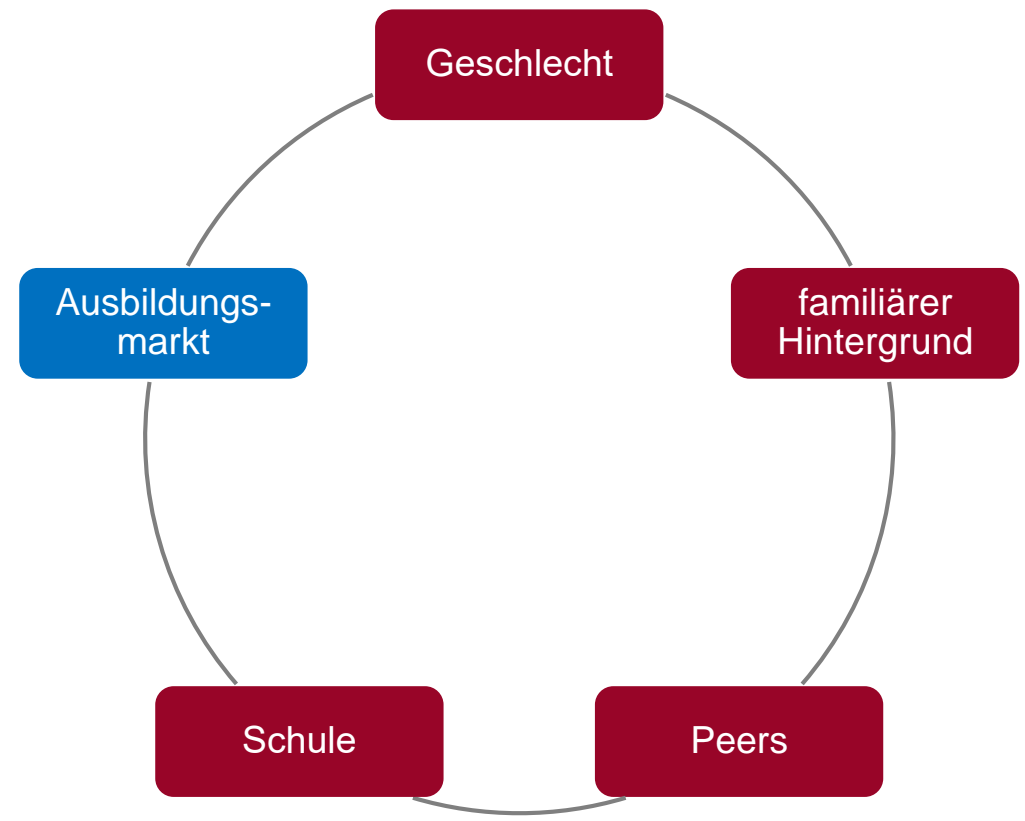 Geschlecht
Ausbildungs-
markt
familiärer
Hintergrund
Schule
Peers